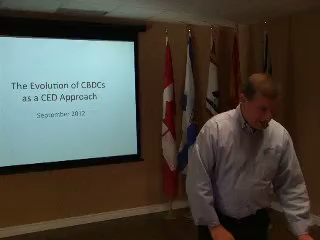 The Evolution of CBDCs
as a CED Approach
September 2012